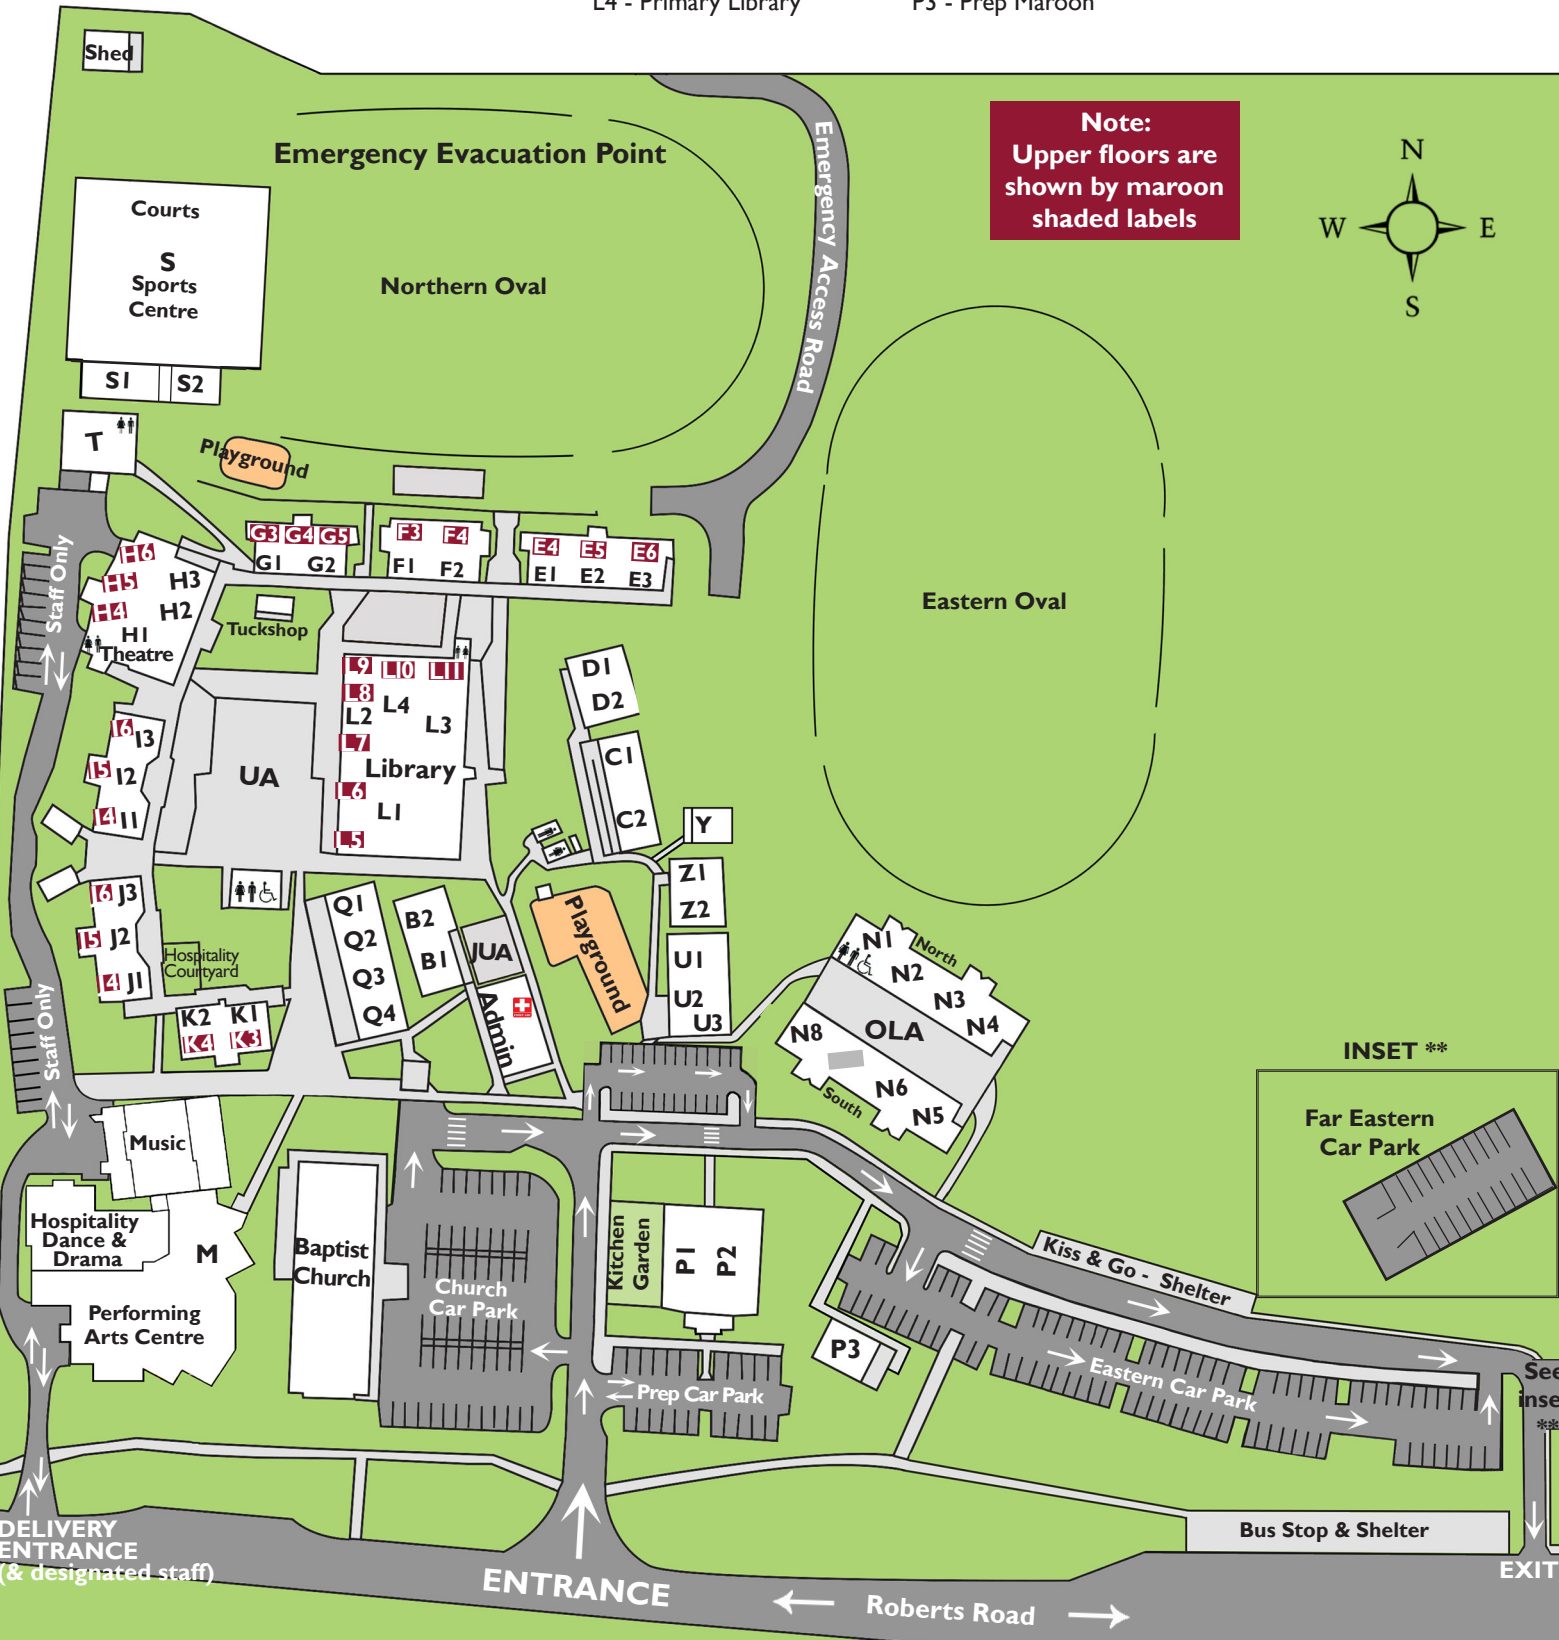 L4 - Primary Library
P3 - Prep Maroon
Shed
Note:
Upper floors are
shown by maroon
shaded labels
N
W
E
S
Emergency Evacuation Point
Emergency Access Road
Courts
S
Sports
Centre
Northern Oval
S1
S2
T
Playground
G3
G4
G5
G1
G2
F3
F4
F1
F2
E4
E5
E6
E1
E2
E3
Staff Only
H6
H5
H4
H3
H2
H1
Theatre
Tuckshop
Eastern Oval
L9
L10
L11
L8
L4
L2
L3
L7
Library
L6
L1
L5
D1
D2
C1
C2
I6
I3
I5
I2
I4
I1
UA
Y
Z1
Z2
J6
J3
J5
J2
J4
J1
Hospitality
Courtyard
Q1
Q2
Q3
Q4
B2
B1
JUA
Admin
Playground
U1
U2
U3
N1
North
N2
N3
N4
OLA
N8
N6
N5
South
K2
K1
K4
K3
Staff Only
INSET **
Far Eastern
Car Park
Music
Hospitality
Dance &
Drama
M
Performing
Arts Centre
Baptist
Church
Church
Car Park
Kitchen
Garden
P1
P2
P3
Kiss & Go - Shelter
Prep Car Park
Eastern Car Park
See
inse
**
Bus Stop & Shelter
DELIVERY
ENTRANCE
(& designated staff)
ENTRANCE
EXIT
Roberts Road